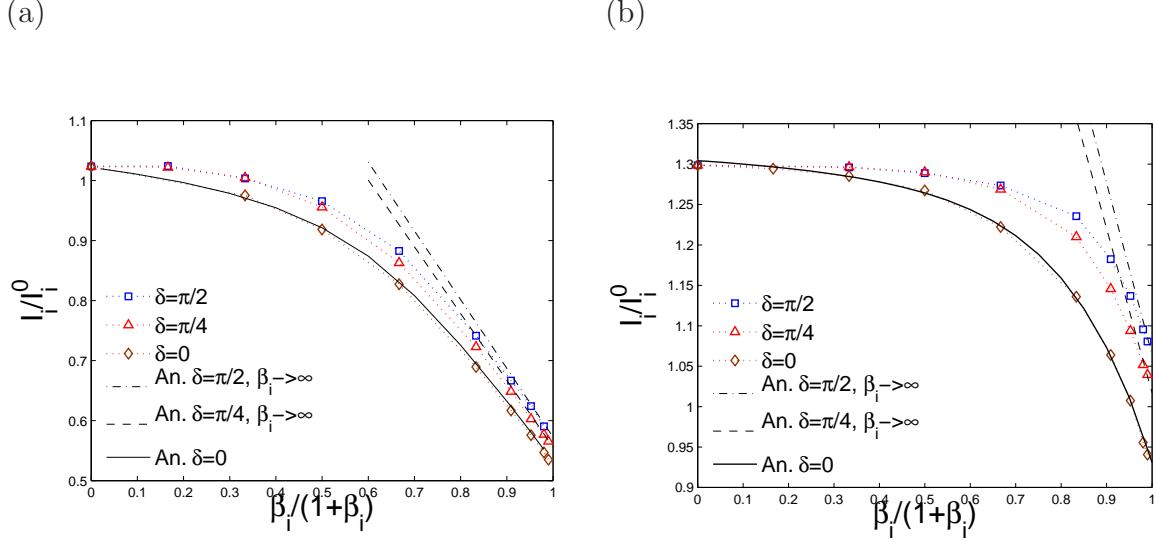 (a)
1.1
1
0.9
0.8
0.7
0.6
0.5
I_i/I_i^0
δ=π/2
δ=π/4
δ=0
An. δ=π/2, β_i−>∞
An. δ=π/4, β_i−>∞
An. δ=0
0 0.1 0.2 0.3 0.4 0.5 0.6 0.7 0.8 0.9 1
β_i/(1+β_i)
(b)
1.35
1.3
1.25
1.2
1.15
1.1
1.05
1
0.95
0.9
I_i/I_i^0
δ=π/2
δ=π/4
δ=0
An. δ=π/2, β_i−>∞
An. δ=π/4, β_i−>∞
An. δ=0
0 0.1 0.2 0.3 0.4 0.5 0.6 0.7 0.8 0.9 1
β_i/(1+β_i)